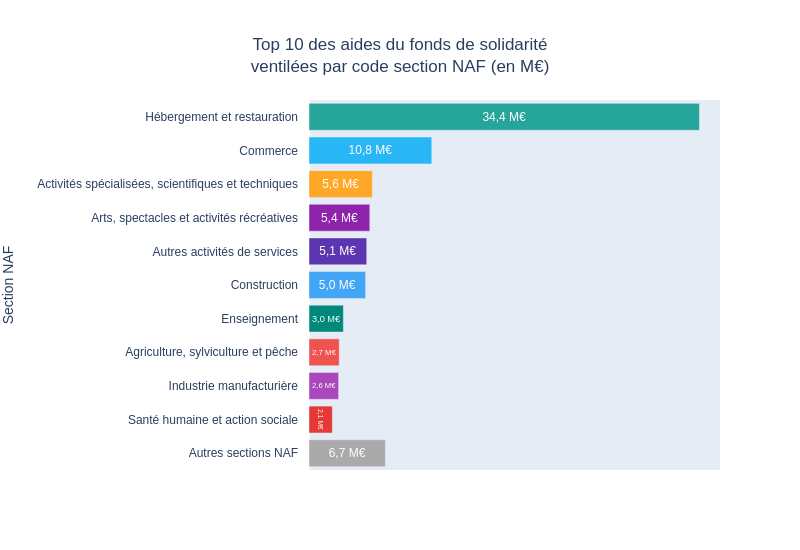 Top 10 des aides du fonds de solidarité
ventilées par code section NAF (en M€)
Section NAF
Hébergement et restauration 34,4 M€
Commerce 10,8 M€
Activités spécialisées, scientifiques et techniques 5,6 M€
Arts, spectacles et activités récréatives 5,4 M€
Autres activités de services 5,1 M€
Construction 5,0 M€
Enseignement 3,0 M€
Agriculture, sylviculture et pêche 2,7 M€
Industrie manufacturière 2,6 M€
Santé humaine et action sociale 2,1 M€
Autres sections NAF 6,7 M€